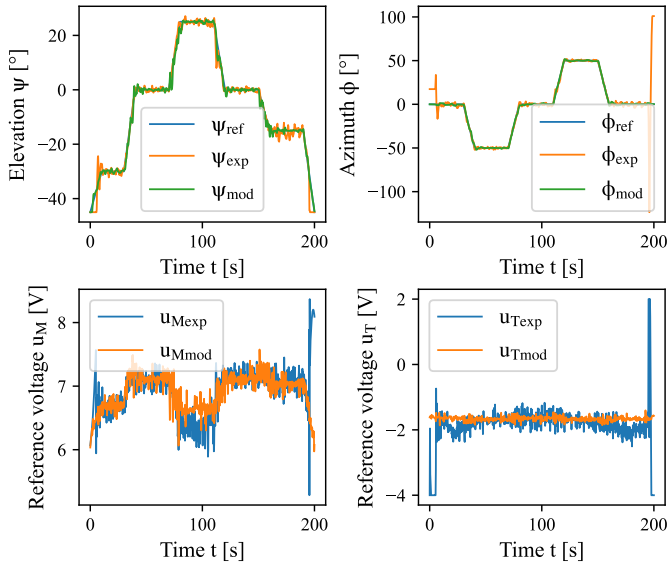 Elevation ψ [°]
20
0
−20
−40
ψref
ψexp
ψmod
0
100
200
Time t [s]
Azimuth ϕ [°]
100
50
0
−50
−100
ϕref
ϕexp
ϕmod
0
100
200
Time t [s]
Reference voltage uM [V]
8
7
6
uMexp
uMmod
0
100
200
Time t [s]
Reference voltage uT [V]
2
0
−2
−4
uTexp
uTmod
0
100
200
Time t [s]